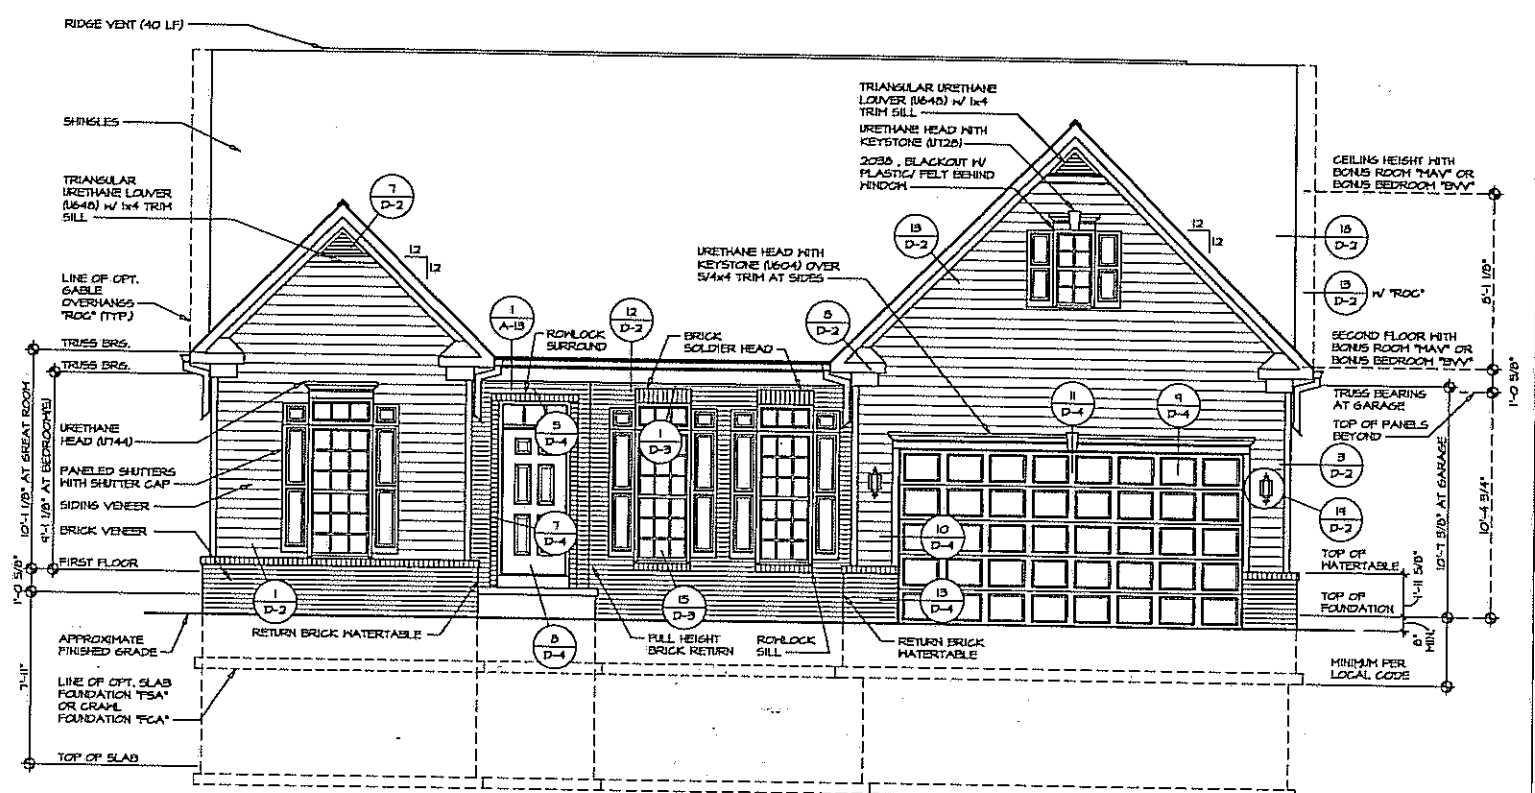 RIDGE VENT (40 LF)
SHINGLES
TRIANGULAR
URETHANE LOUVER
(U648) W/ 1x4 TRIM
SILL
LINE OF OPT.
GABLE
OVERHANGS
"ROG" (TYP.)
TRUSS BRG.
TRUSS BRG.
10'-1 1/8" AT GREAT ROOM
9'-1 1/8" AT BEDROOM(S)
URETHANE
HEAD (U744)
PANELED SHUTTERS
WITH SHUTTER CAP
SIDING VENEER
BRICK VENEER
FIRST FLOOR
1'-0 5/8"
APPROXIMATE
FINISHED GRADE
7'-11"
LINE OF OPT. SLAB
FOUNDATION "FSA"
OR CRAWL
FOUNDATION "FCA"
TOP OF SLAB
7
D-2
12
12
1
A-13
ROWLOCK
SURROUND
12
D-2
BRICK
SOLDIER HEAD
8
D-2
5
D-4
1
D-3
7
D-4
15
D-3
8
D-4
1
D-2
RETURN BRICK WATERTABLE
FULL HEIGHT
BRICK RETURN
ROWLOCK
SILL
RETURN BRICK
WATERTABLE
TRIANGULAR URETHANE
LOUVER (U648) W/ 1x4
TRIM SILL
URETHANE HEAD WITH
KEYSTONE (U728)
2038, BLACKOUT W/
PLASTIC/ FELT BEHIND
WINDOW
13
D-2
URETHANE HEAD WITH
KEYSTONE (U604) OVER
5/4x4 TRIM AT SIDES
12
12
11
D-4
9
D-4
10
D-4
13
D-4
CEILING HEIGHT WITH
BONUS ROOM "MAV" OR
BONUS BEDROOM "BVV"
18
D-2
13
D-2
W/ "ROG"
8'-1 1/8"
SECOND FLOOR WITH
BONUS ROOM "MAV" OR
BONUS BEDROOM "BVV"
1'-0 5/8"
TRUSS BEARING
AT GARAGE
TOP OF PANELS
BEYOND
3
D-2
19
D-2
10'-7 5/8" AT GARAGE
10'-4 3/4"
TOP OF
WATERTABLE
1'-11 5/8"
TOP OF
FOUNDATION
8"
MIN.
MINIMUM PER
LOCAL CODE